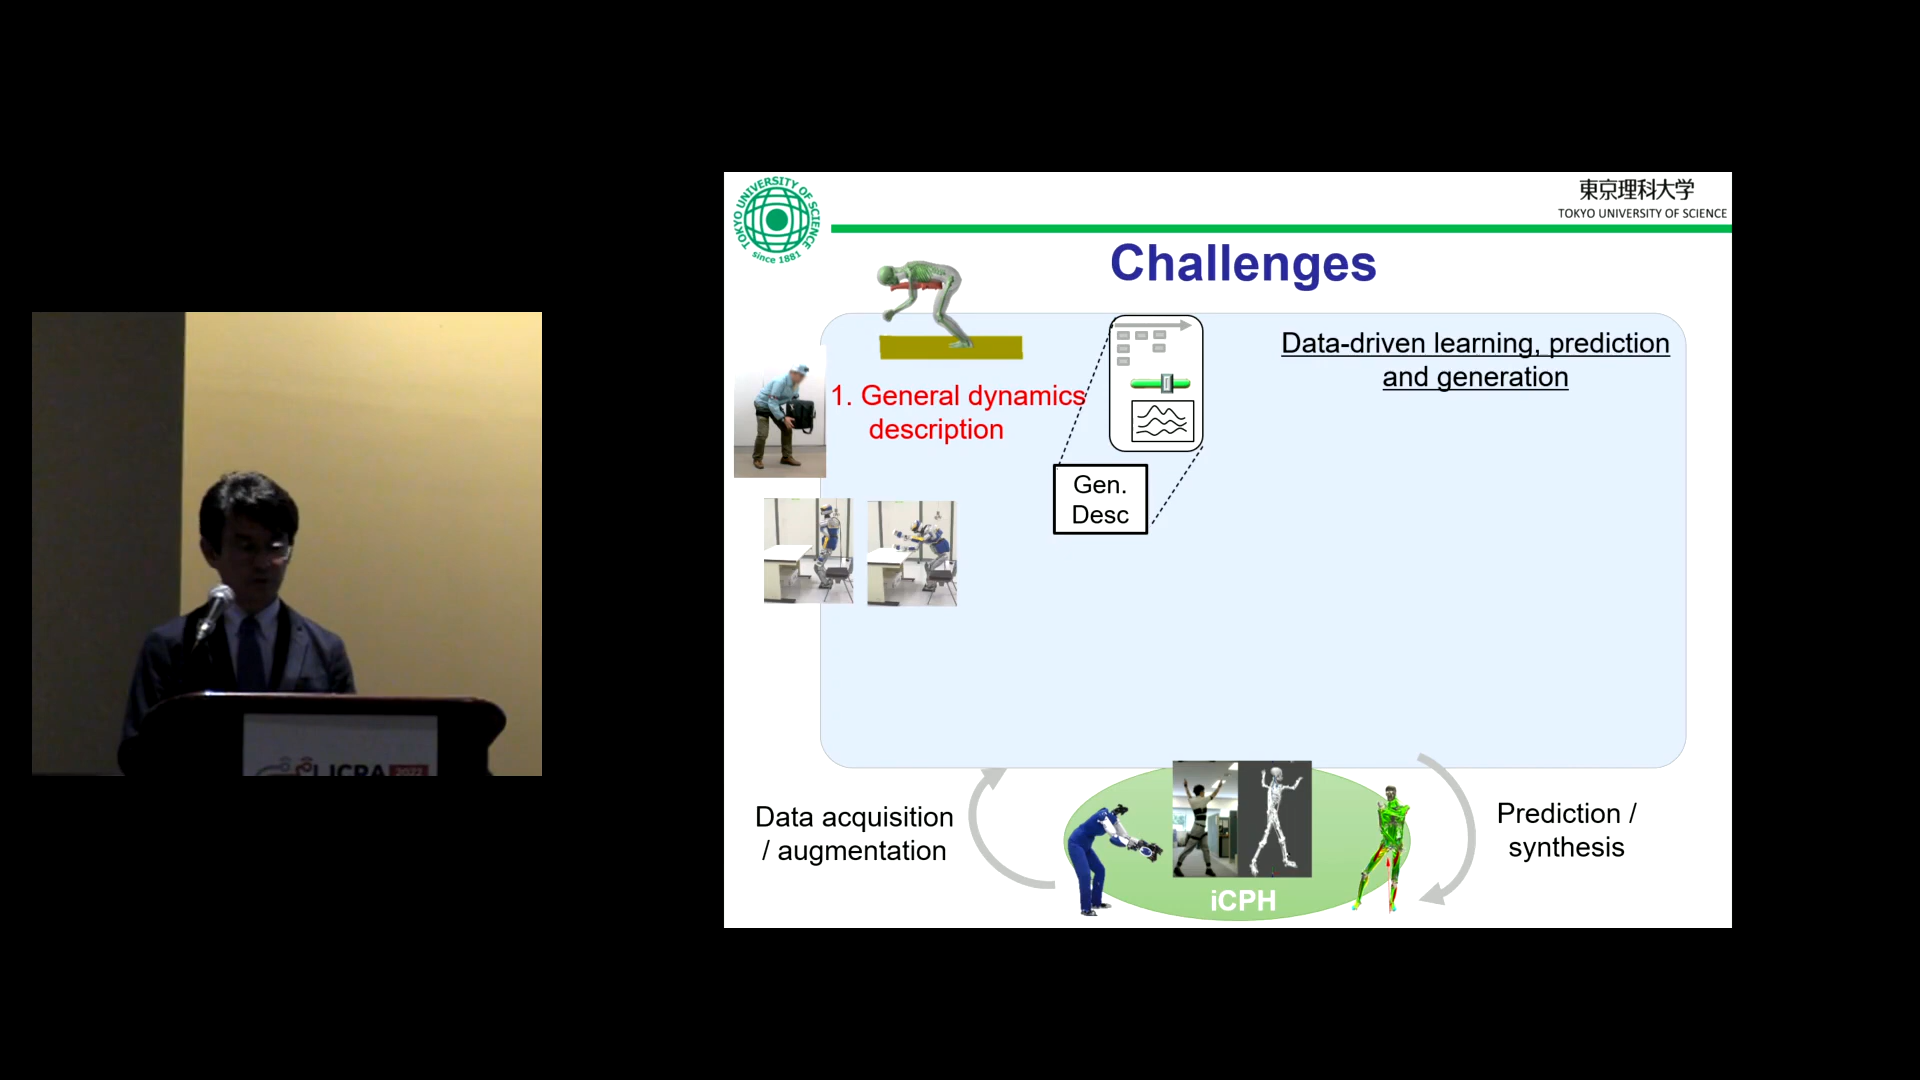 TOKYO UNIVERSITY OF SCIENCE
since 1881
東京理科大学
TOKYO UNIVERSITY OF SCIENCE
Challenges
Data-driven learning, prediction
and generation
1. General dynamics
description
Gen.
Desc
Data acquisition
/ augmentation
Prediction /
synthesis
iCPH
2022